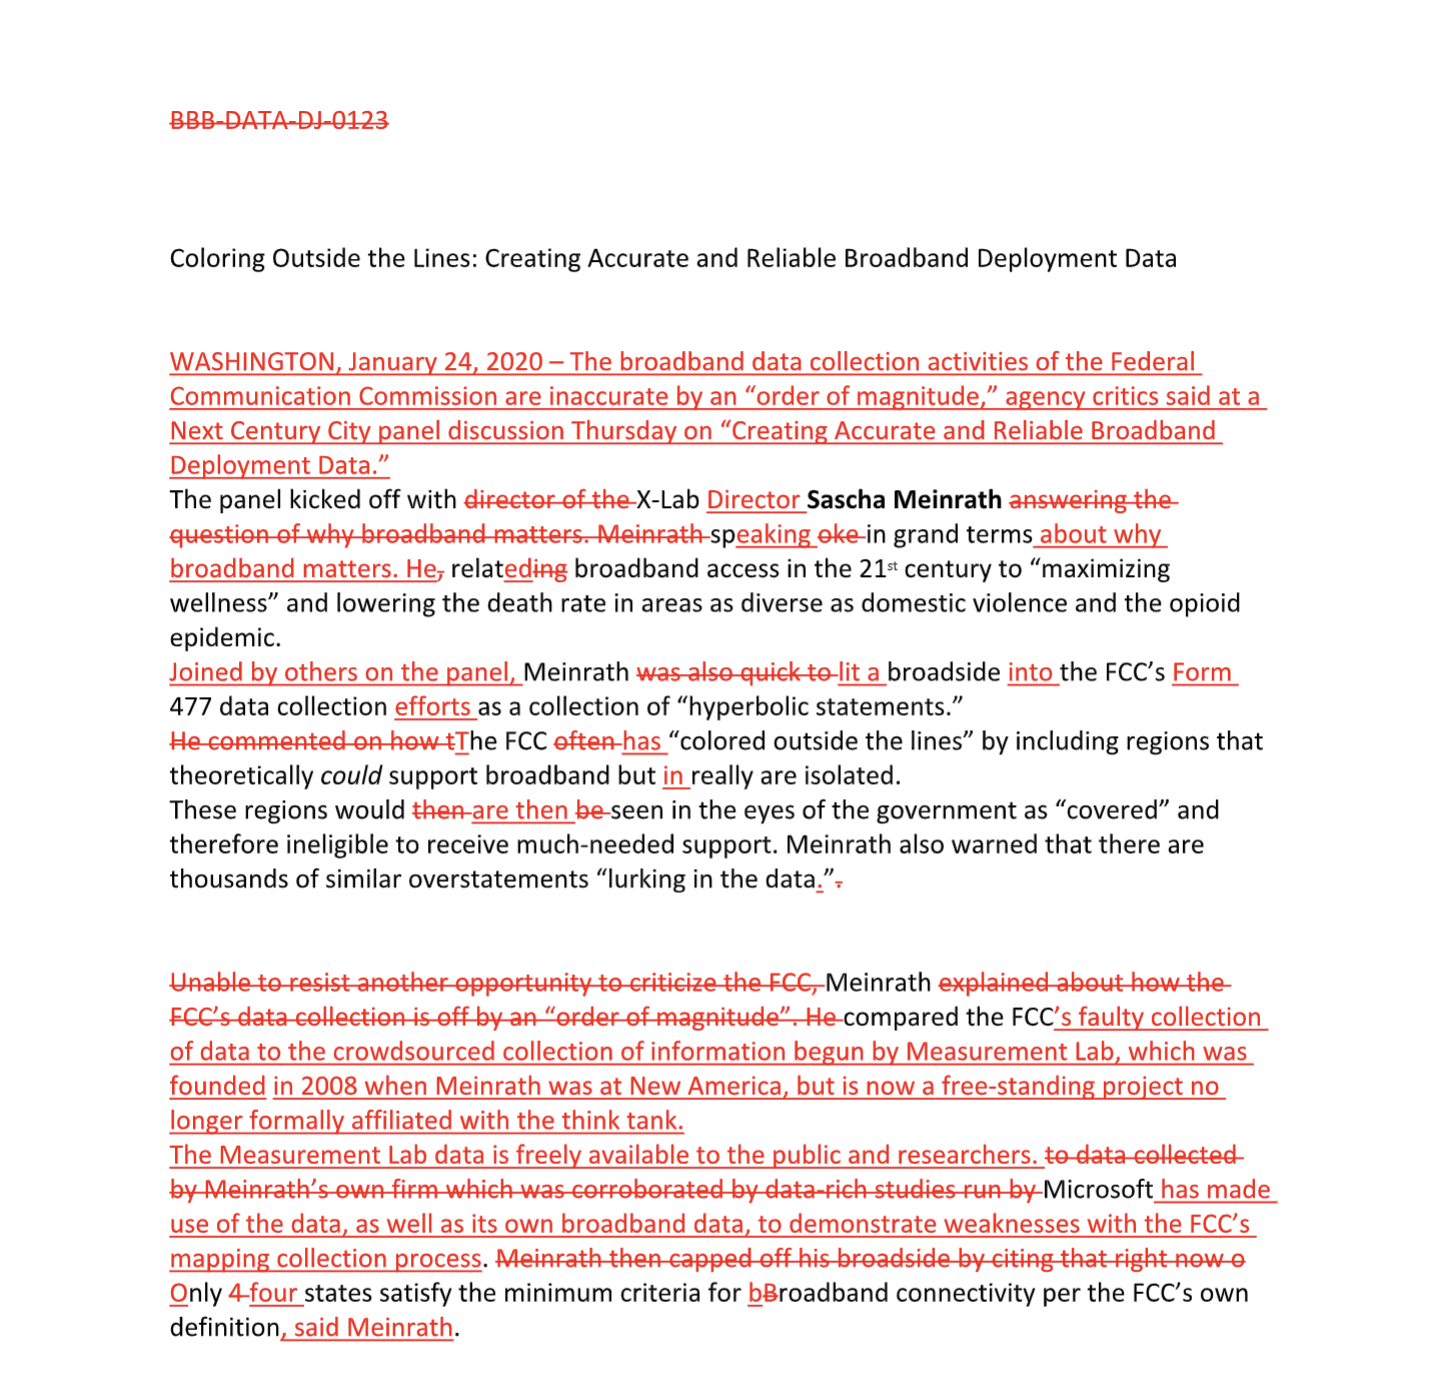 BBB-DATA-DJ-0123
Coloring Outside the Lines: Creating Accurate and Reliable Broadband Deployment Data
WASHINGTON, January 24, 2020 – The broadband data collection activities of the Federal
Communication Commission are inaccurate by an “order of magnitude,” agency critics said at a
Next Century City panel discussion Thursday on “Creating Accurate and Reliable Broadband
Deployment Data.”
The panel kicked off with director of the X-Lab Director Sascha Meinrath answering the
question of why broadband matters. Meinrath speaking oke in grand terms about why
broadband matters. He, relateding broadband access in the 21st century to “maximizing
wellness” and lowering the death rate in areas as diverse as domestic violence and the opioid
epidemic.
Joined by others on the panel, Meinrath was also quick to lit a broadside into the FCC’s Form
477 data collection efforts as a collection of “hyperbolic statements.”
He commented on how tThe FCC often has “colored outside the lines” by including regions that
theoretically could support broadband but in really are isolated.
These regions would then are then be seen in the eyes of the government as “covered” and
therefore ineligible to receive much-needed support. Meinrath also warned that there are
thousands of similar overstatements “lurking in the data.”.
Unable to resist another opportunity to criticize the FCC, Meinrath explained about how the
FCC’s data collection is off by an “order of magnitude”. He compared the FCC’s faulty collection
of data to the crowdsourced collection of information begun by Measurement Lab, which was
founded in 2008 when Meinrath was at New America, but is now a free-standing project no
longer formally affiliated with the think tank.
The Measurement Lab data is freely available to the public and researchers. to data collected
by Meinrath’s own firm which was corroborated by data-rich studies run by Microsoft has made
use of the data, as well as its own broadband data, to demonstrate weaknesses with the FCC’s
mapping collection process. Meinrath then capped off his broadside by citing that right now o
Only 4 four states satisfy the minimum criteria for bBroadband connectivity per the FCC’s own
definition, said Meinrath.